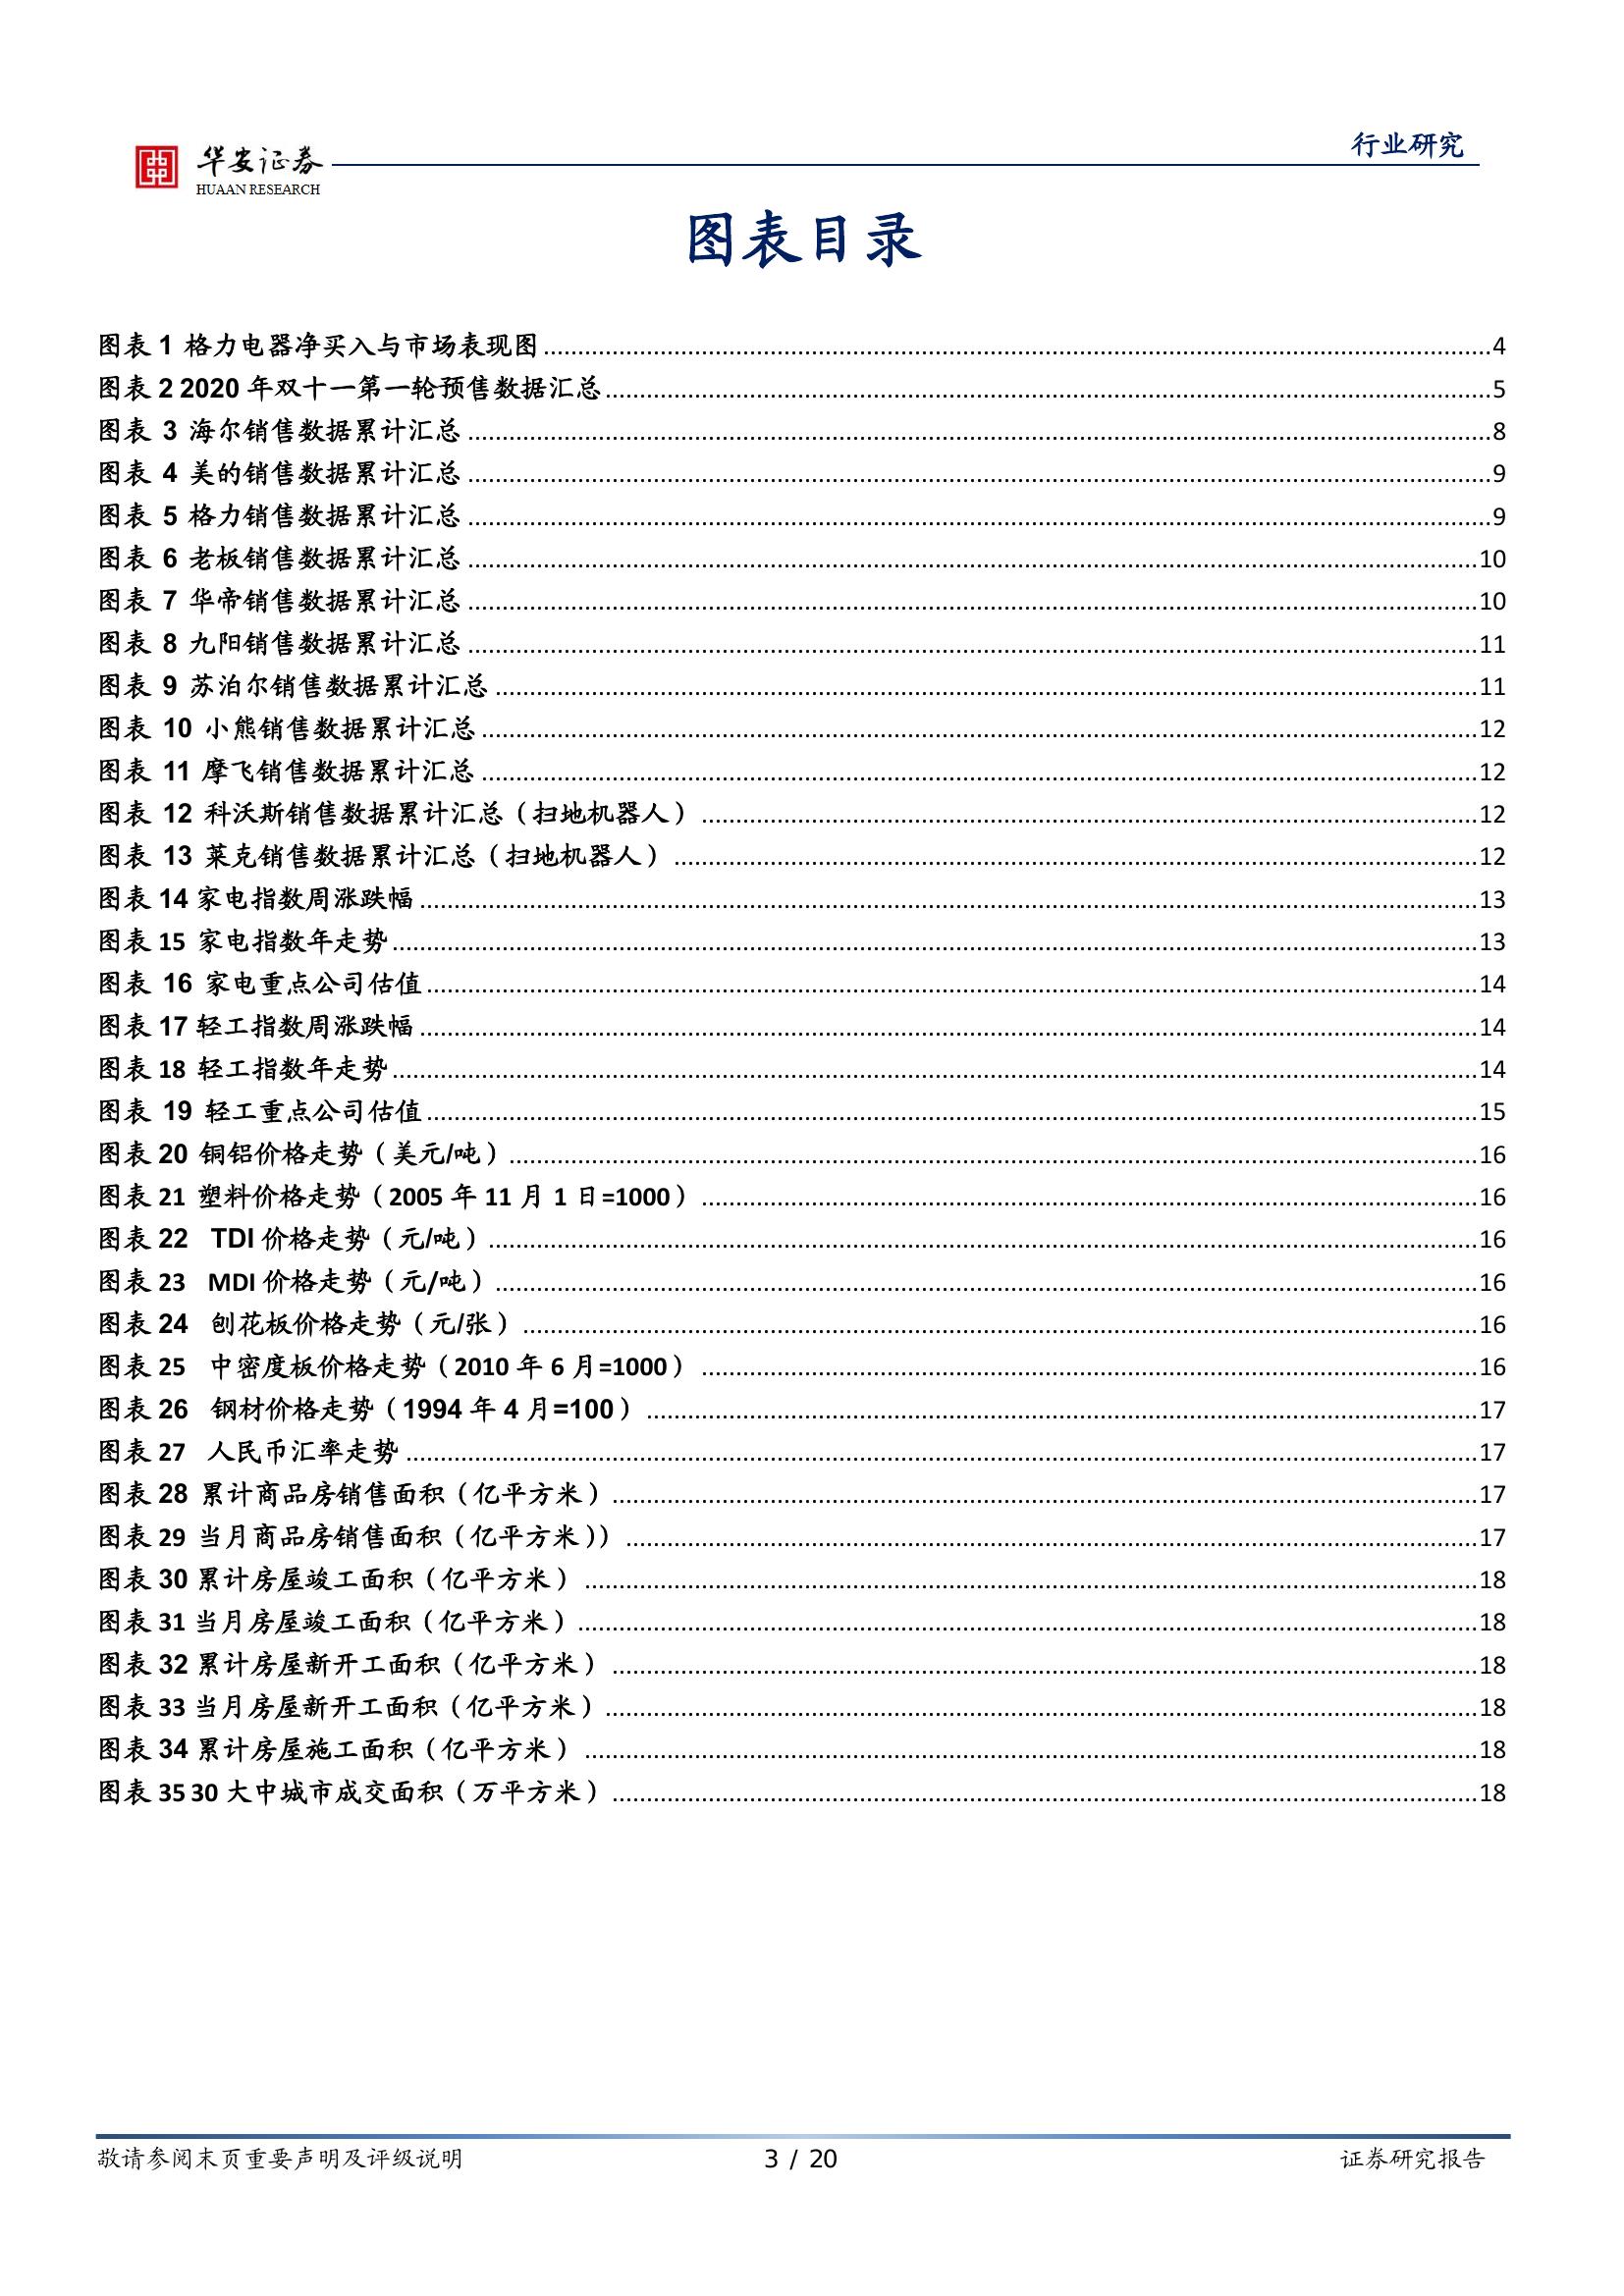 行业研究
华安证券
HUAAN RESEARCH
图表目录
图表 1 格力电器净买入与市场表现图......4
图表 2 2020 年双十一第一轮预售数据汇总......5
图表 3 海尔销售数据累计汇总......8
图表 4 美的销售数据累计汇总......9
图表 5 格力销售数据累计汇总......9
图表 6 老板销售数据累计汇总......10
图表 7 华帝销售数据累计汇总......10
图表 8 九阳销售数据累计汇总......11
图表 9 苏泊尔销售数据累计汇总......11
图表 10 小熊销售数据累计汇总......12
图表 11 摩飞销售数据累计汇总......12
图表 12 科沃斯销售数据累计汇总（扫地机器人）......12
图表 13 莱克销售数据累计汇总（扫地机器人）......12
图表 14 家电指数周涨跌幅......13
图表 15 家电指数年走势......13
图表 16 家电重点公司估值......14
图表 17 轻工指数周涨跌幅......14
图表 18 轻工指数年走势......14
图表 19 轻工重点公司估值......15
图表 20 铜铝价格走势（美元/吨）......16
图表 21 塑料价格走势（2005 年 11 月 1 日=1000）......16
图表 22 TDI 价格走势（元/吨）......16
图表 23 MDI 价格走势（元/吨）......16
图表 24 刨花板价格走势（元/张）......16
图表 25 中密度板价格走势（2010 年 6 月=1000）......16
图表 26 钢材价格走势（1994 年 4 月=100）......17
图表 27 人民币汇率走势......17
图表 28 累计商品房销售面积（亿平方米）......17
图表 29 当月商品房销售面积（亿平方米））......17
图表 30 累计房屋竣工面积（亿平方米）......18
图表 31 当月房屋竣工面积（亿平方米）......18
图表 32 累计房屋新开工面积（亿平方米）......18
图表 33 当月房屋新开工面积（亿平方米）......18
图表 34 累计房屋施工面积（亿平方米）......18
图表 35 30 大中城市成交面积（万平方米）......18
敬请参阅末页重要声明及评级说明 3 / 20 证券研究报告